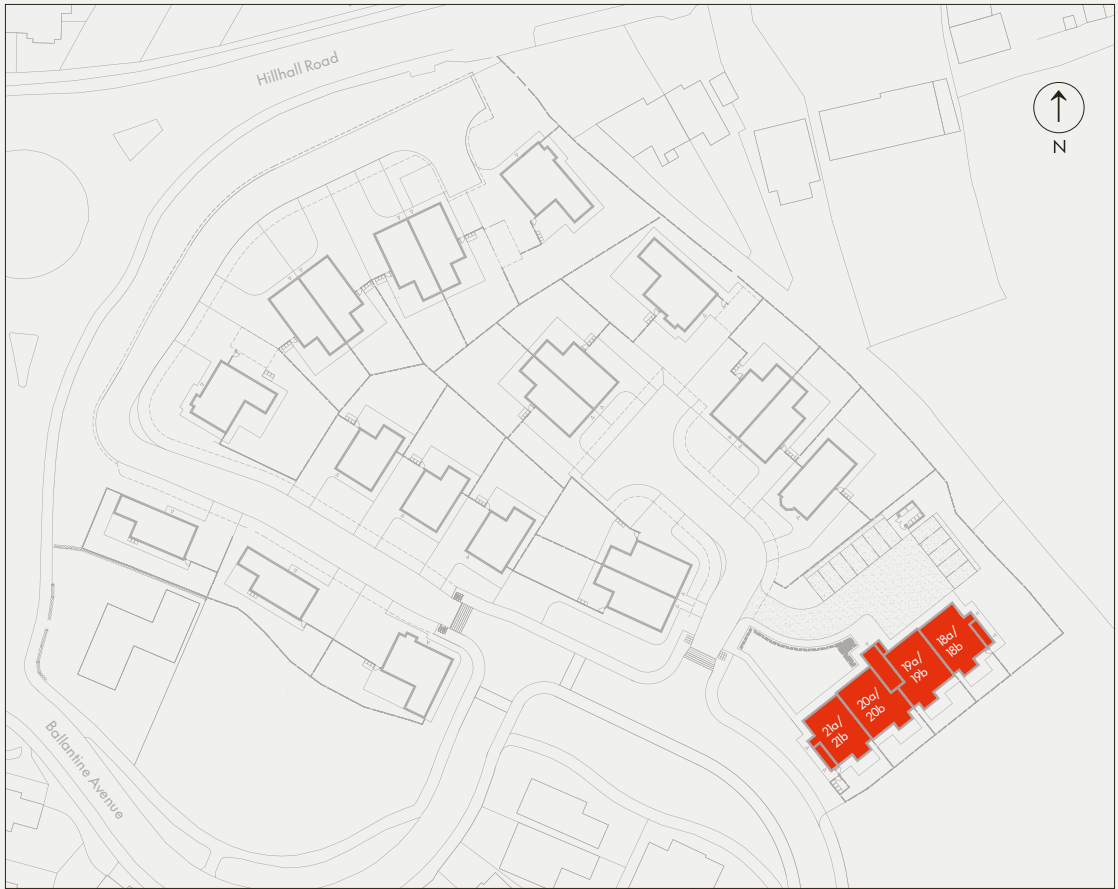 Hillhall Road
N
18a/
18b
19a/
19b
20a/
20b
21a/
21b
Ballantine Avenue